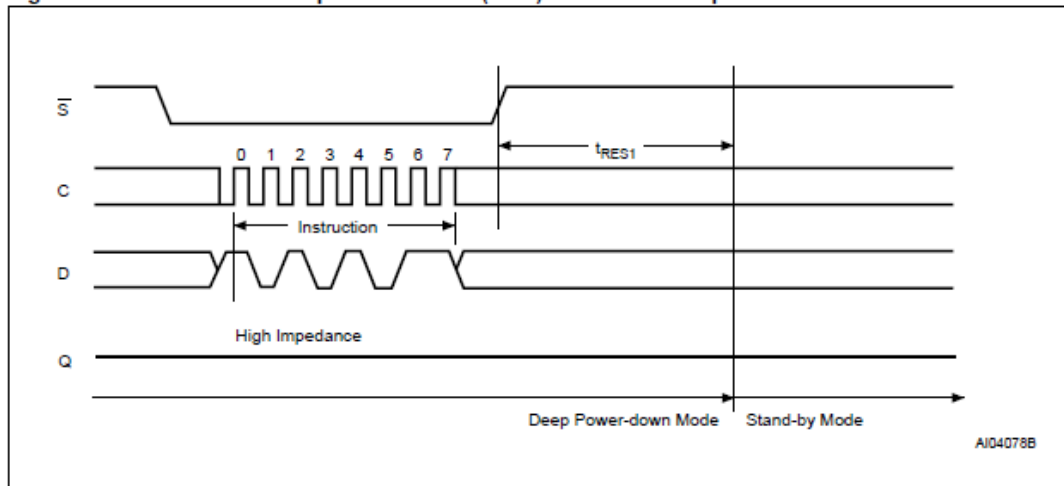 S
0 1 2 3 4 5 6 7
tRES1
C
Instruction
D
High Impedance
Q
Deep Power-down Mode Stand-by Mode
AI04078B